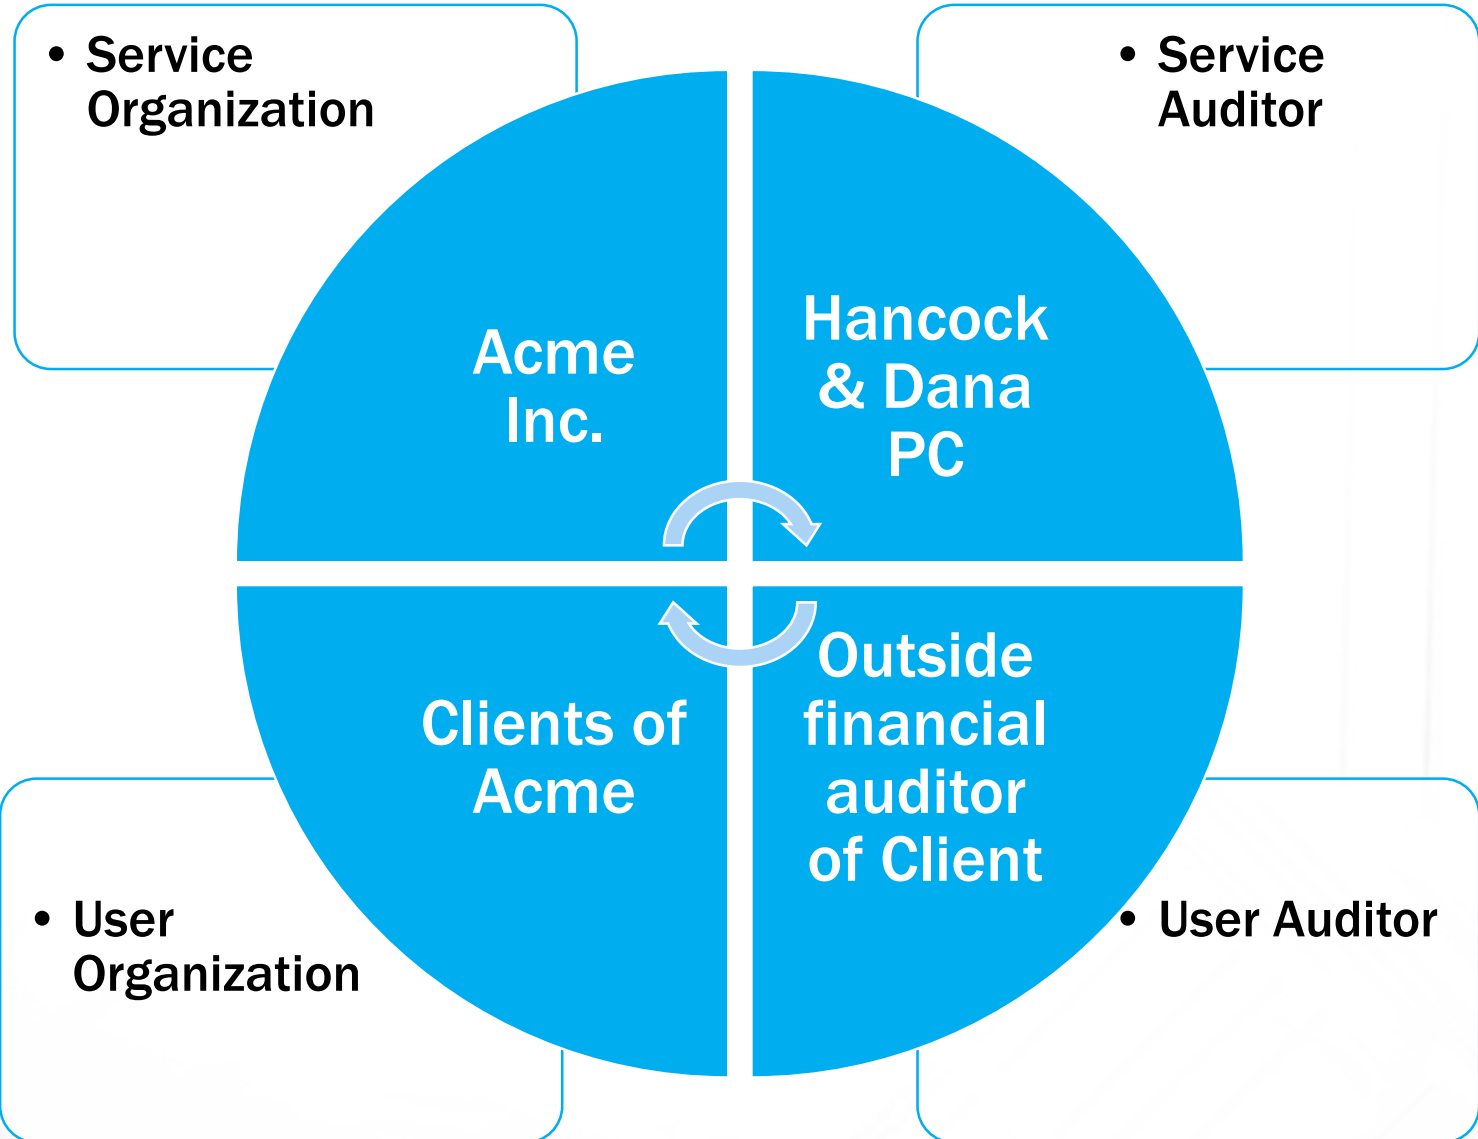 • Service
Organization
• Service
Auditor
Acme
Inc.
Hancock
& Dana
PC
Clients of
Acme
Outside
financial
auditor
of Client
• User
Organization
• User Auditor